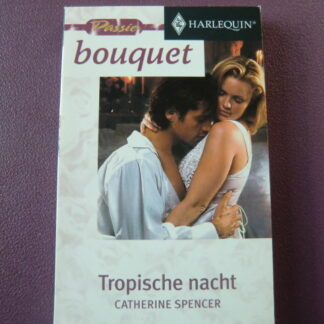 Passie
HARLEQUIN®
bouquet
Tropische nacht
CATHERINE SPENCER